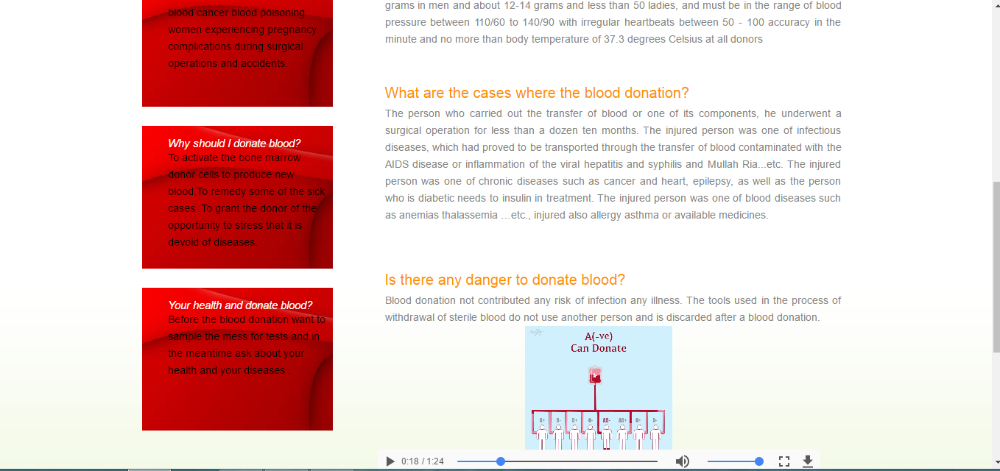 blood cancer blood poisoning
women experiencing pregnancy
complications during surgical
operations and accidents.
Why should I donate blood?
To activate the bone marrow
donor cells to produce new
blood,To remedy some of the sick
cases .To grant the donor of the
opportunity to stress that it is
devoid of diseases
Your health and donate blood?
Before the blood donation want to
sample the mess for tests and in
the meantime ask about your
health and your diseases .
grams in men and about 12-14 grams and less than 50 ladies, and must be in the range of blood
pressure between 110/60 to 140/90 with irregular heartbeats between 50 - 100 accuracy in the
minute and no more than body temperature of 37.3 degrees Celsius at all donors
What are the cases where the blood donation?
The person who carried out the transfer of blood or one of its components, he underwent a
surgical operation for less than a dozen ten months. The injured person was one of infectious
diseases, which had proved to be transported through the transfer of blood contaminated with the
AIDS disease or inflammation of the viral hepatitis and syphilis and Mullah Ria...etc. The injured
person was one of chronic diseases such as cancer and heart, epilepsy, as well as the person
who is diabetic needs to insulin in treatment. The injured person was one of blood diseases such
as anemias thalassemia …etc., injured also allergy asthma or available medicines.
Is there any danger to donate blood?
Blood donation not contributed any risk of infection any illness. The tools used in the process of
withdrawal of sterile blood do not use another person and is discarded after a blood donation.
A(-ve)
Can Donate
A+ B- B+ O- AB- AB+ O+ A-
0:18 / 1:24